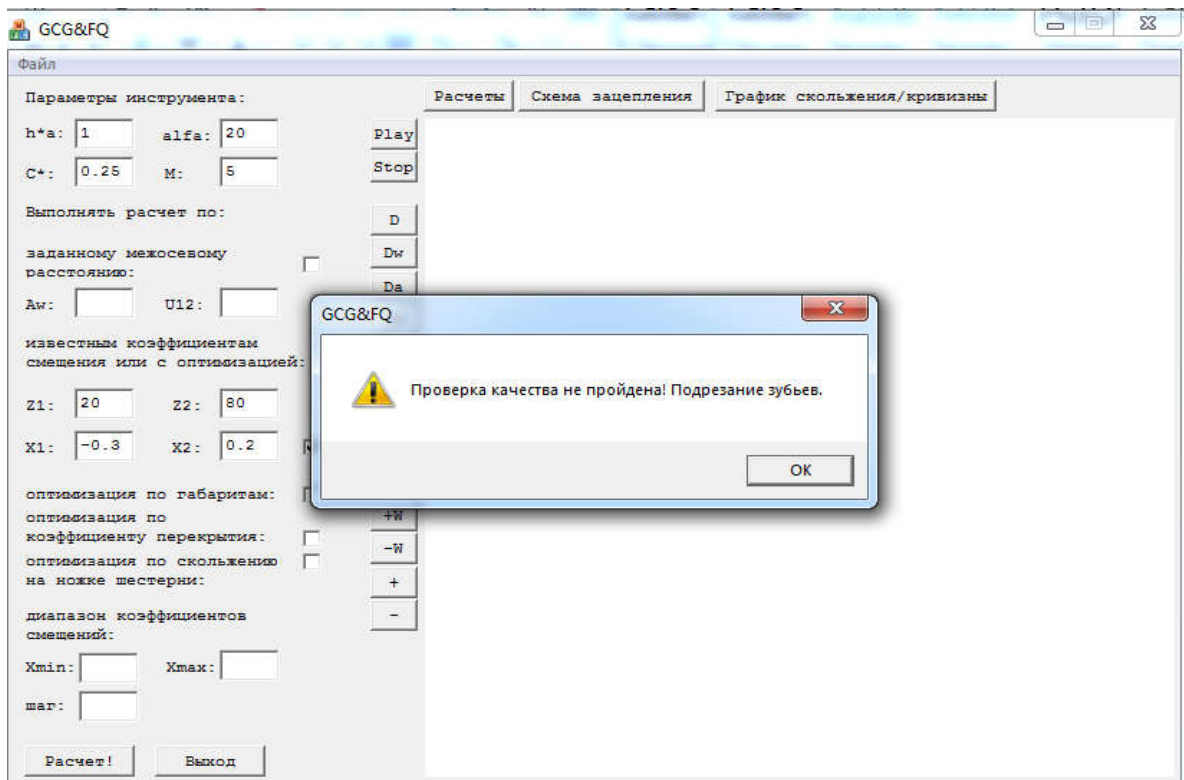 GCG&FQ
Файл
Параметры инструмента:
h*a: 1 alfa: 20
C*: 0.25 M: 5
Выполнять расчет по:
заданному межосевому
расстоянию:
Aw: U12:
известным коэффициентам
смещения или с оптимизацией:
Z1: 20 Z2: 80
X1: -0.3 X2: 0.2
оптимизация по габаритам:
оптимизация по
коэффициенту перекрытия:
оптимизация по скольжению
на ножке шестерни:
диапазон коэффициентов
смещений:
Xmin: Xmax:
шаг:
Расчет! Выход
Play
Stop
D
Dw
Da
+W
-W
+
-
Расчеты Схема зацепления График скольжения/кривизны
GCG&FQ
Проверка качества не пройдена! Подрезание зубьев.
OK